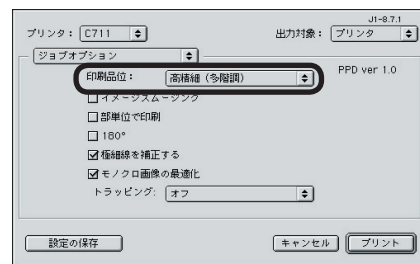 J1-8.7.1
プリンタ： C711 出力対象： プリンタ
ジョブオプション
PPD ver 1.0
印刷品位： 高精細（多階調）
イメージスムージング
部単位で印刷
180°
極細線を補正する
モノクロ画像の最適化
トラッピング： オフ
設定の保存 キャンセル プリント